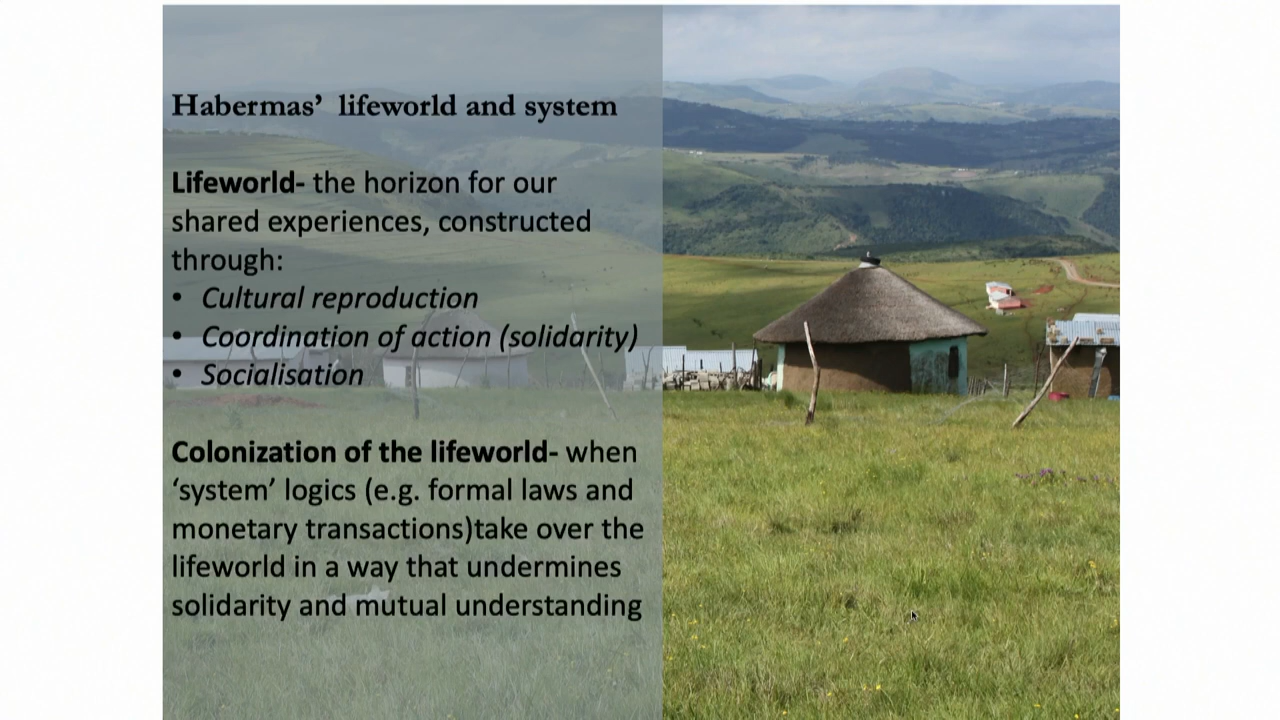 Habermas’ lifeworld and system
Lifeworld- the horizon for our
shared experiences, constructed
through:
• Cultural reproduction
• Coordination of action (solidarity)
• Socialisation
Colonization of the lifeworld- when
‘system’ logics (e.g. formal laws and
monetary transactions)take over the
lifeworld in a way that undermines
solidarity and mutual understanding